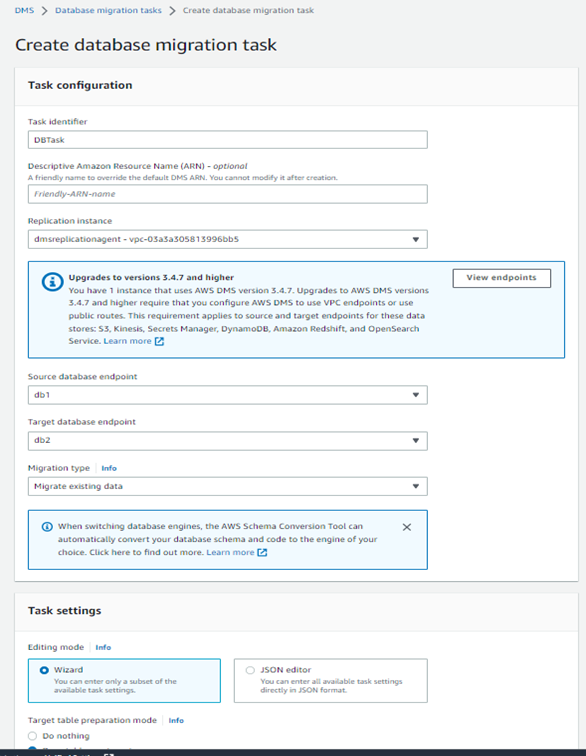 DMS > Database migration tasks > Create database migration task
Create database migration task
Task configuration
Task identifier
DBTask
Descriptive Amazon Resource Name (ARN) - optional
A friendly name to override the default DMS ARN. You cannot modify it after creation.
Friendly-ARN-name
Replication instance
dmsreplicationagent - vpc-03a3a305813996bb5
Upgrades to versions 3.4.7 and higher
View endpoints
You have 1 instance that uses AWS DMS version 3.4.7. Upgrades to AWS DMS versions
3.4.7 and higher require that you configure AWS DMS to use VPC endpoints or use
public routes. This requirement applies to source and target endpoints for these data
stores: S3, Kinesis, Secrets Manager, DynamoDB, Amazon Redshift, and OpenSearch
Service. Learn more
Source database endpoint
db1
Target database endpoint
db2
Migration type Info
Migrate existing data
When switching database engines, the AWS Schema Conversion Tool can
automatically convert your database schema and code to the engine of your
choice. Click here to find out more. Learn more
Task settings
Editing mode Info
Wizard
You can enter only a subset of the
available task settings.
JSON editor
You can enter all available task settings
directly in JSON format.
Target table preparation mode Info
Do nothing